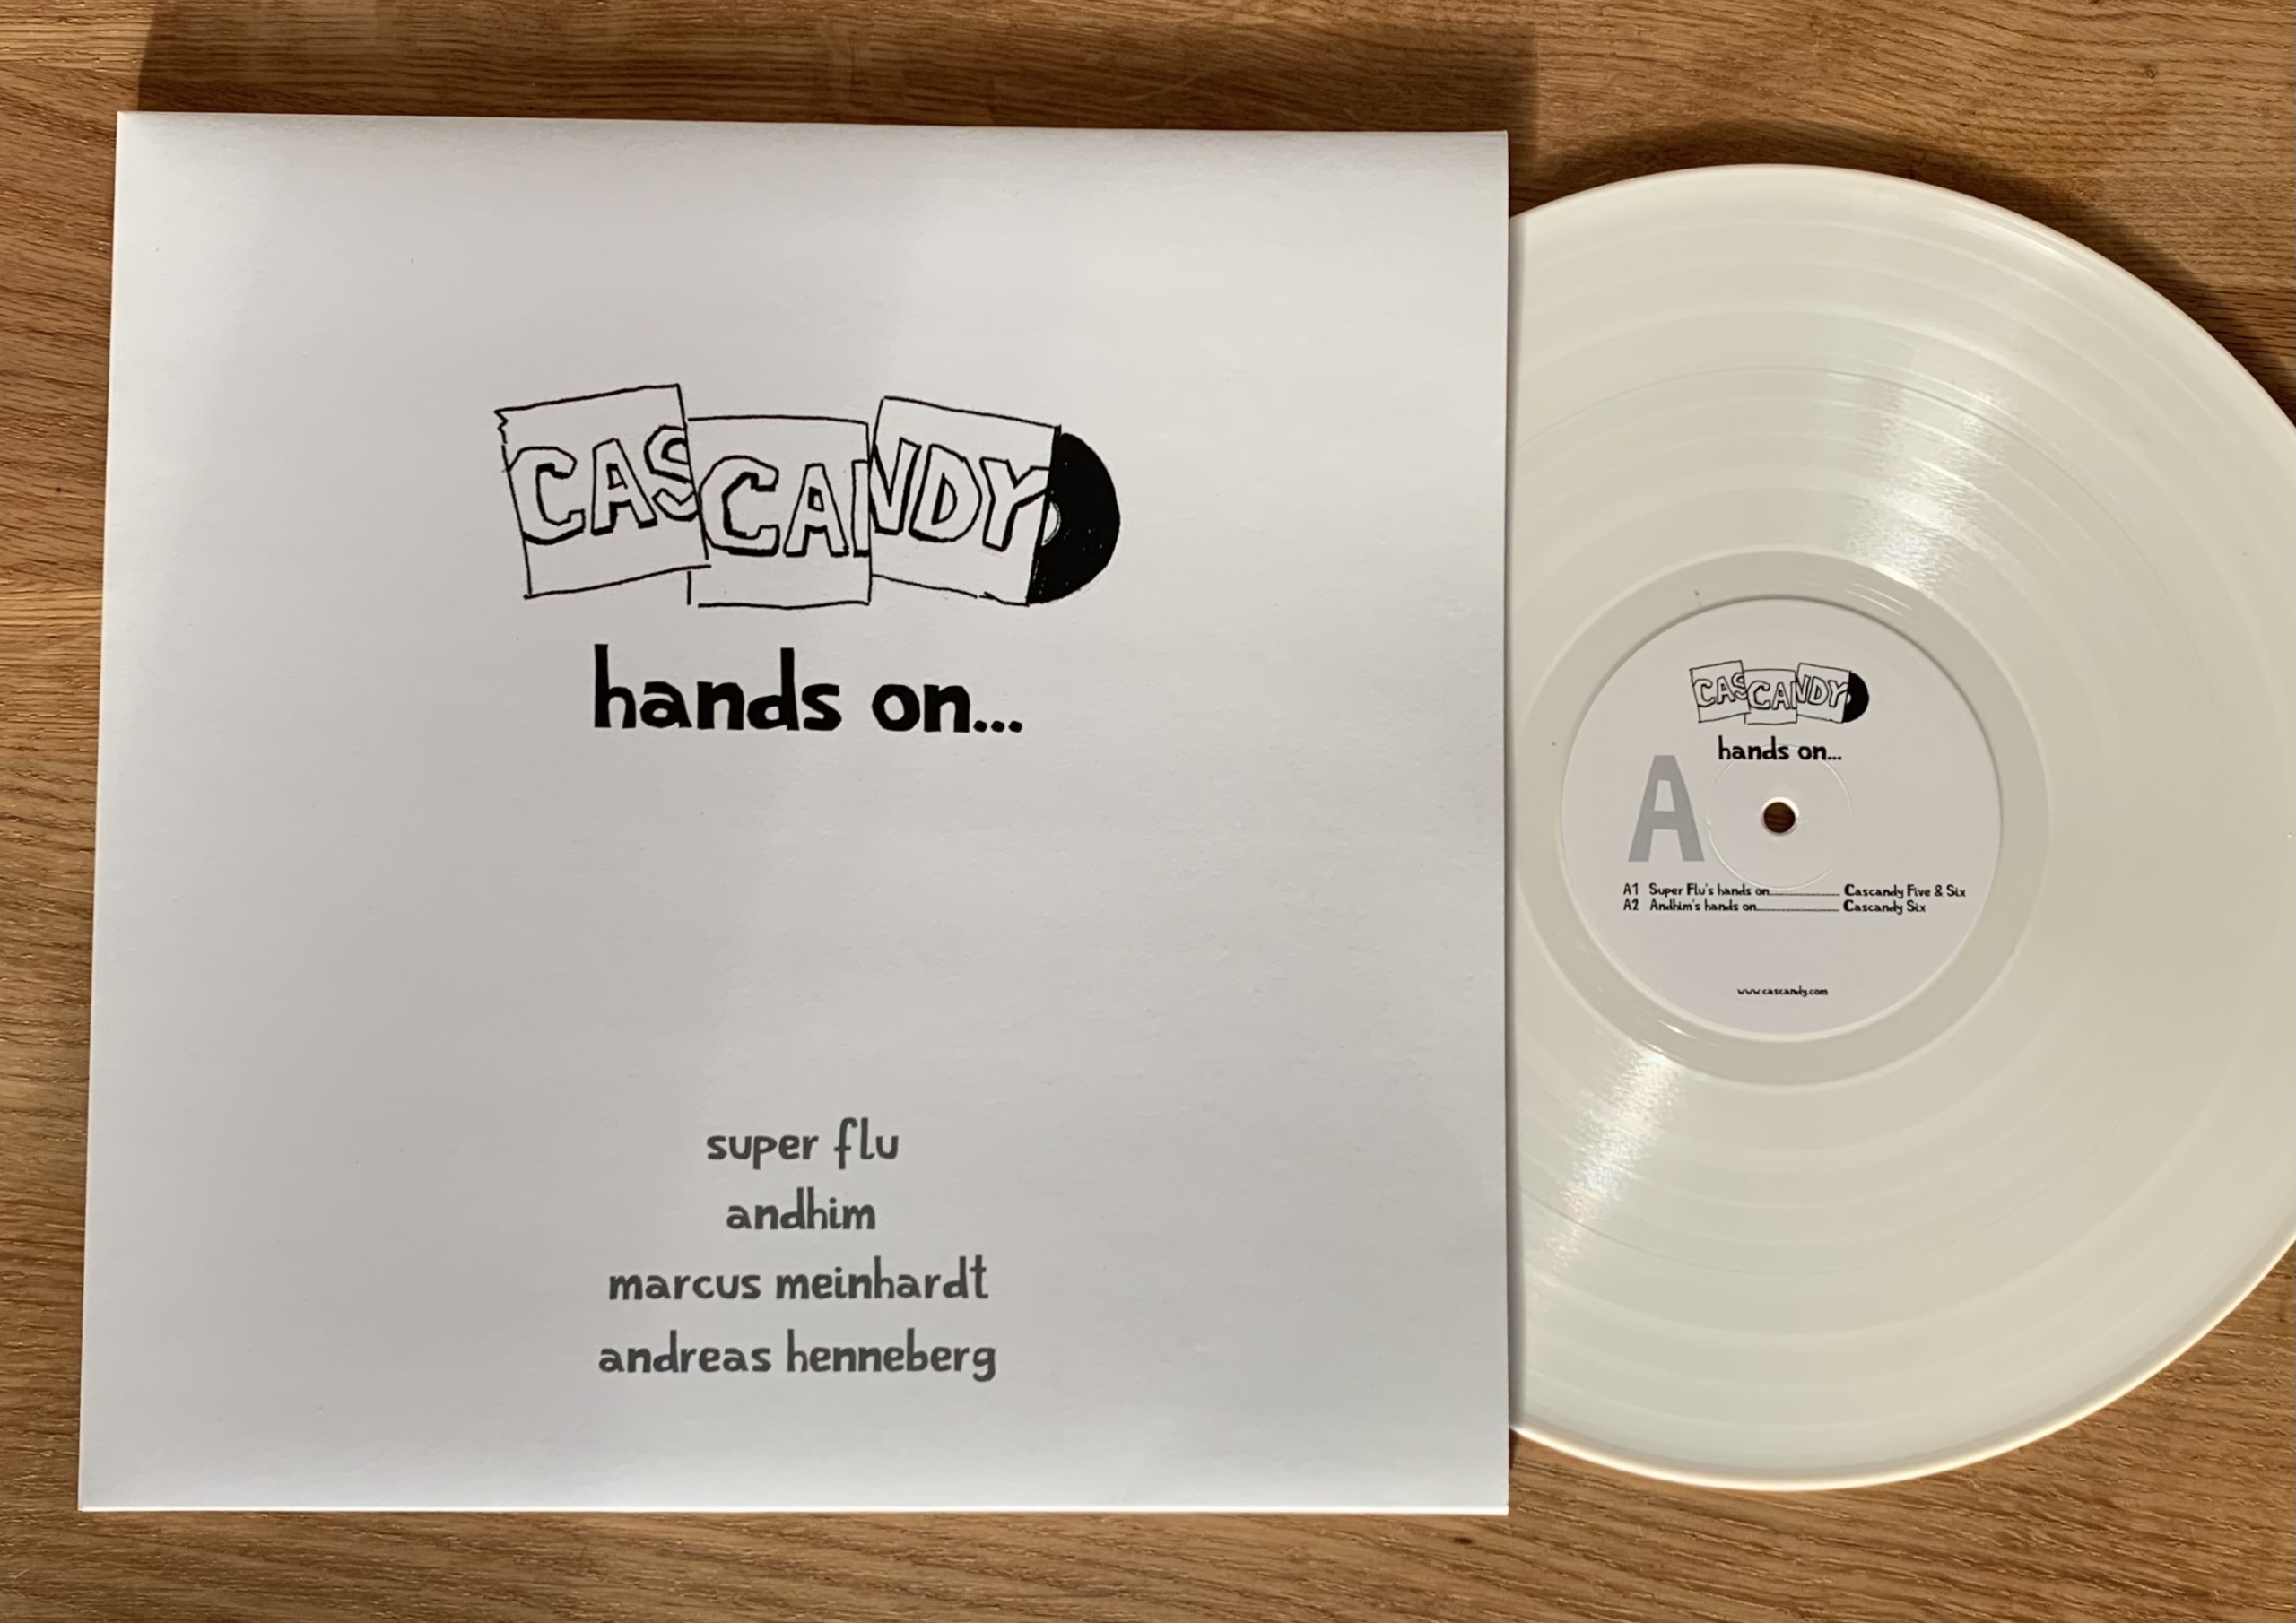 CASCANDY
hands on...
super flu
andhim
marcus meinhardt
andreas henneberg
CASCANDY
hands on...
A
A1 Super Flu's hands on................ Cascandy Five & Six
A2 Andhim's hands on................ Cascandy Six
www.cascandy.com